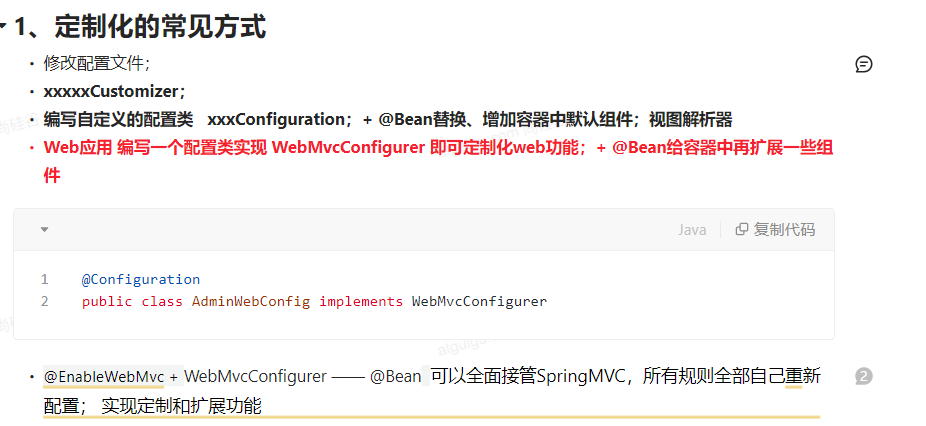 1、定制化的常见方式
• 修改配置文件；
• xxxxxCustomizer；
• 编写自定义的配置类 xxxConfiguration；+ @Bean替换、增加容器中默认组件；视图解析器
• Web应用 编写一个配置类实现 WebMvcConfigurer 即可定制化web功能；+ @Bean给容器中再扩展一些组
件
Java 复制代码
1 @Configuration
2 public class AdminWebConfig implements WebMvcConfigurer
• @EnableWebMvc + WebMvcConfigurer —— @Bean 可以全面接管SpringMVC，所有规则全部自己重新
2
配置； 实现定制和扩展功能